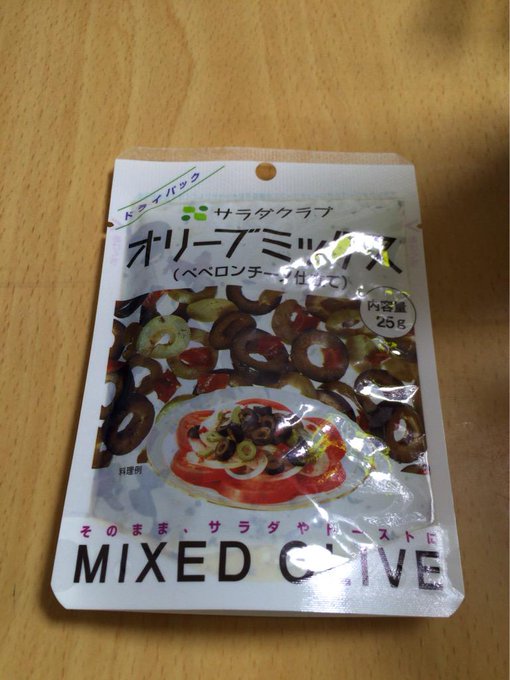 ドライパック
サラダクラブ
オリーブミックス
(ペペロンチーノ仕立て)
内容量
25g
料理例
そのまま、サラダやトーストに
MIXED OLIVE